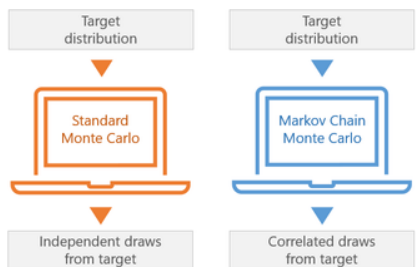 Target
distribution
Standard
Monte Carlo
Independent draws
from target
Target
distribution
Markov Chain
Monte Carlo
Correlated draws
from target